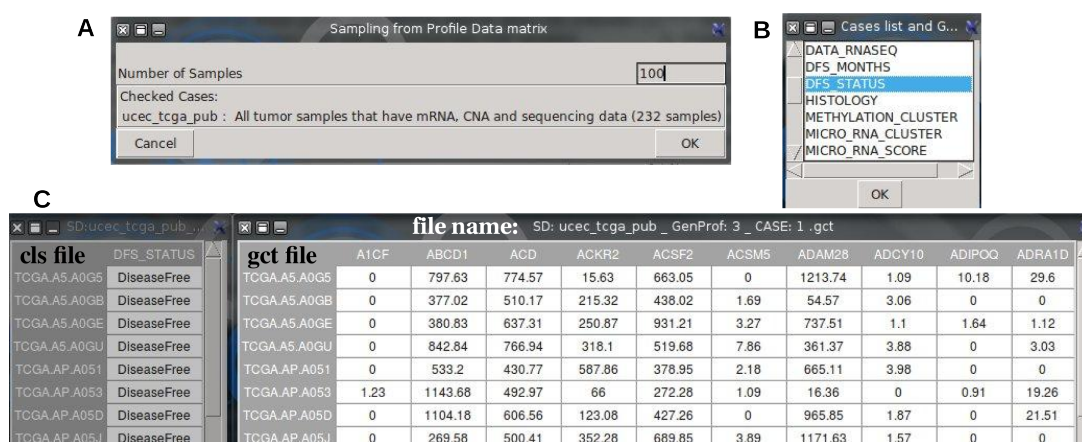 A
Sampling from Profile Data matrix
Number of Samples 100
Checked Cases:
ucec_tcga_pub : All tumor samples that have mRNA, CNA and sequencing data (232 samples)
Cancel OK
B
Cases list and G...
DATA_RNASEQ
DFS_MONTHS
DFS_STATUS
HISTOLOGY
METHYLATION_CLUSTER
MICRO_RNA_CLUSTER
MICRO_RNA_SCORE
OK
C
SD:ucec_tcga_pub_...
cls file DFS_STATUS
TCGA.A5.A0G5 DiseaseFree
TCGA.A5.A0GB DiseaseFree
TCGA.A5.A0GE DiseaseFree
TCGA.A5.A0GU DiseaseFree
TCGA.AP.A051 DiseaseFree
TCGA.AP.A053 DiseaseFree
TCGA.AP.A05D DiseaseFree
TCGA.AP.A05J DiseaseFree
file name: SD: ucec_tcga_pub _ GenProf: 3 _ CASE: 1 .gct
gct file A1CF ABCD1 ACD ACKR2 ACSF2 ACSM5 ADAM28 ADCY10 ADIPOQ ADRA1D
TCGA.A5.A0G5 0 797.63 774.57 15.63 663.05 0 1213.74 1.09 10.18 29.6
TCGA.A5.A0GB 0 377.02 510.17 215.32 438.02 1.69 54.57 3.06 0 0
TCGA.A5.A0GE 0 380.83 637.31 250.87 931.21 3.27 737.51 1.1 1.64 1.12
TCGA.A5.A0GU 0 842.84 766.94 318.1 519.68 7.86 361.37 3.88 0 3.03
TCGA.AP.A051 0 533.2 430.77 587.86 378.95 2.18 665.11 3.98 0 0
TCGA.AP.A053 1.23 1143.68 492.97 66 272.28 1.09 16.36 0 0.91 19.26
TCGA.AP.A05D 0 1104.18 606.56 123.08 427.26 0 965.85 1.87 0 21.51
TCGA.AP.A05J 0 269.58 500.41 352.28 689.85 3.89 1171.63 1.57 0 0